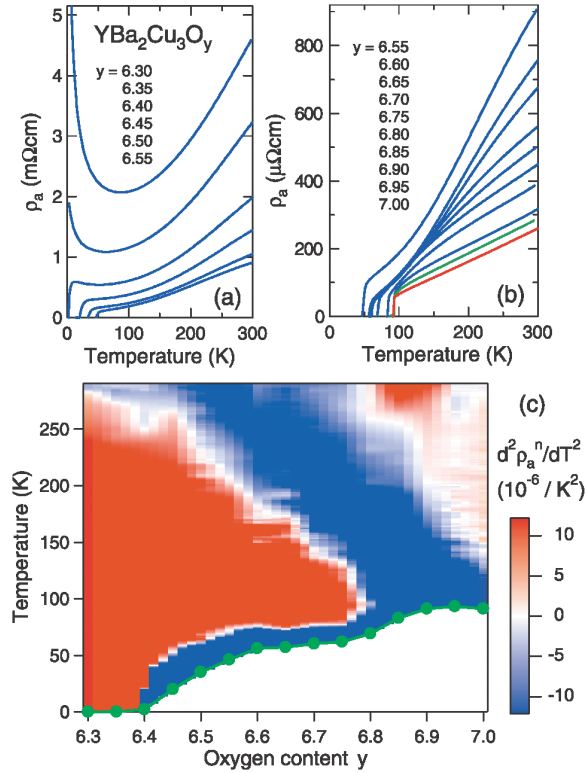 YBa₂Cu₃Oy
y = 6.30
6.35
6.40
6.45
6.50
6.55
5
4
3
2
1
0
ρa (mΩcm)
0 100 200 300
Temperature (K)
(a)
y = 6.55
6.60
6.65
6.70
6.75
6.80
6.85
6.90
6.95
7.00
800
600
400
200
0
ρa (μΩcm)
0 50 100 150 200 250 300
Temperature (K)
(b)
(c)
250
200
150
100
50
0
Temperature (K)
6.3 6.4 6.5 6.6 6.7 6.8 6.9 7.0
Oxygen content y
d²ρaⁿ/dT²
(10⁻⁶ / K²)
10
5
0
-5
-10